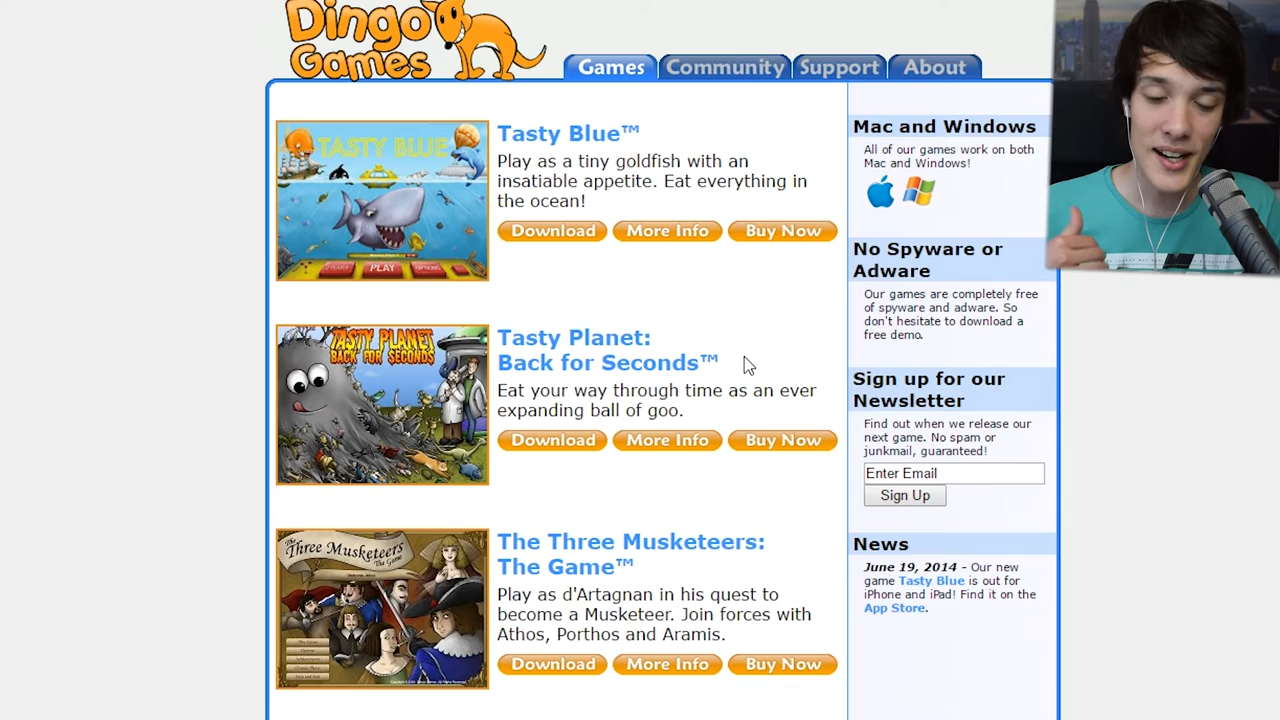 Dingo
Games
Games
Community
Support
About
TASTY BLUE
PLAY
Tasty Blue™
Play as a tiny goldfish with an
insatiable appetite. Eat everything in
the ocean!
Download
More Info
Buy Now
TASTY PLANET
BACK FOR SECONDS
Tasty Planet:
Back for Seconds™
Eat your way through time as an ever
expanding ball of goo.
Download
More Info
Buy Now
The
Three Musketeers
The Game
The Three Musketeers:
The Game™
Play as d'Artagnan in his quest to
become a Musketeer. Join forces with
Athos, Porthos and Aramis.
Download
More Info
Buy Now
Mac and Windows
All of our games work on both
Mac and Windows!
No Spyware or
Adware
Our games are completely free
of spyware and adware. So
don't hesitate to download a
free demo.
Sign up for our
Newsletter
Find out when we release our
next game. No spam or
junkmail, guaranteed!
Enter Email
Sign Up
News
June 19, 2014 - Our new
game Tasty Blue is out for
iPhone and iPad! Find it on the
App Store.